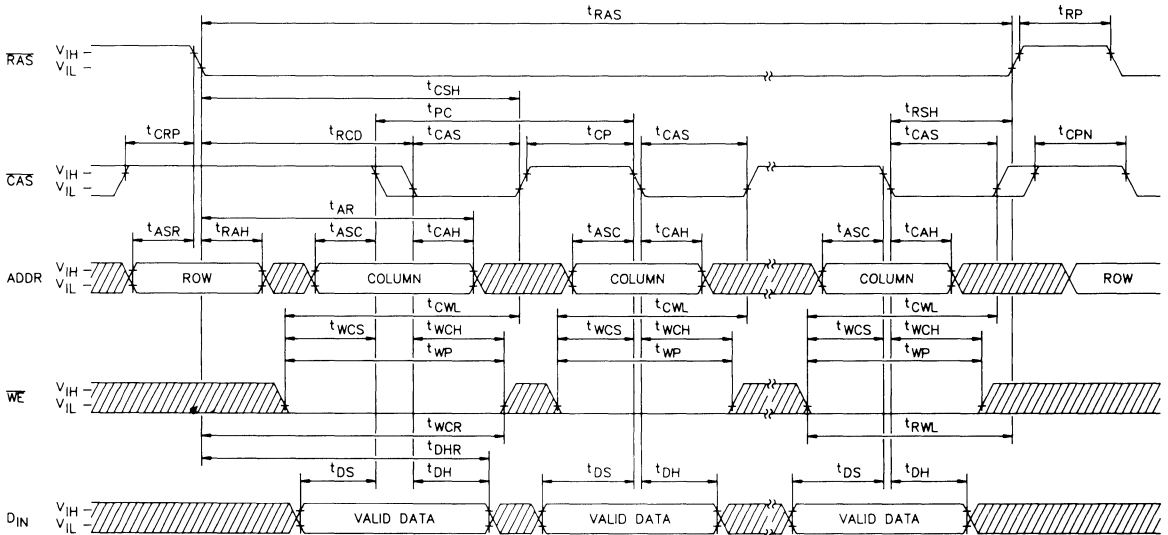 tRAS tRP
RAS VIH VIL
tCSH
tPC tRSH
tCRP tRCD tCAS tCP tCAS tCAS tCPN
CAS VIH VIL
tAR
tASR tRAH tASC tCAH tASC tCAH tASC tCAH
ADDR VIH VIL ROW COLUMN COLUMN COLUMN ROW
tCWL tCWL tCWL
tWCS tWCH tWCS tWCH tWCS tWCH
tWP tWP tWP
WE VIH VIL
tWCR tRWL
tDHR
tDS tDH tDS tDH tDS tDH
DIN VIH VIL VALID DATA VALID DATA VALID DATA